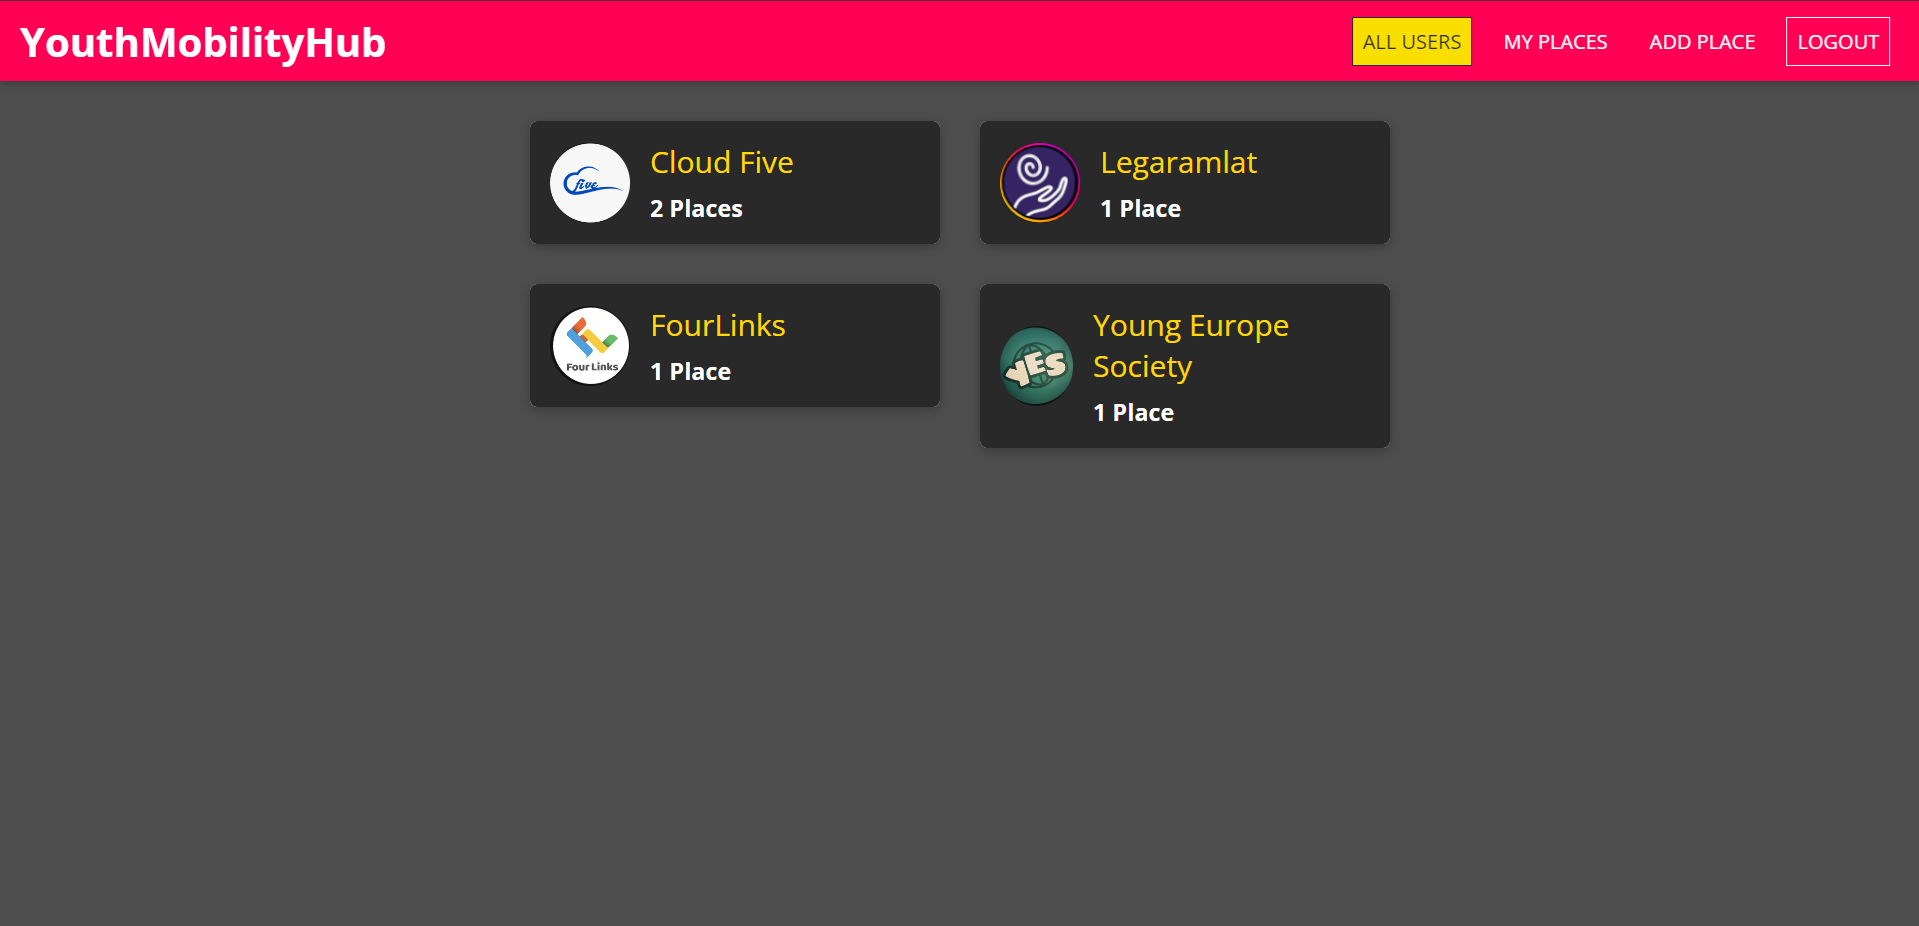 YouthMobilityHub
ALL USERS
MY PLACES
ADD PLACE
LOGOUT
five
Cloud Five
2 Places
Legaramlat
1 Place
Four Links
FourLinks
1 Place
YES
Young Europe
Society
1 Place